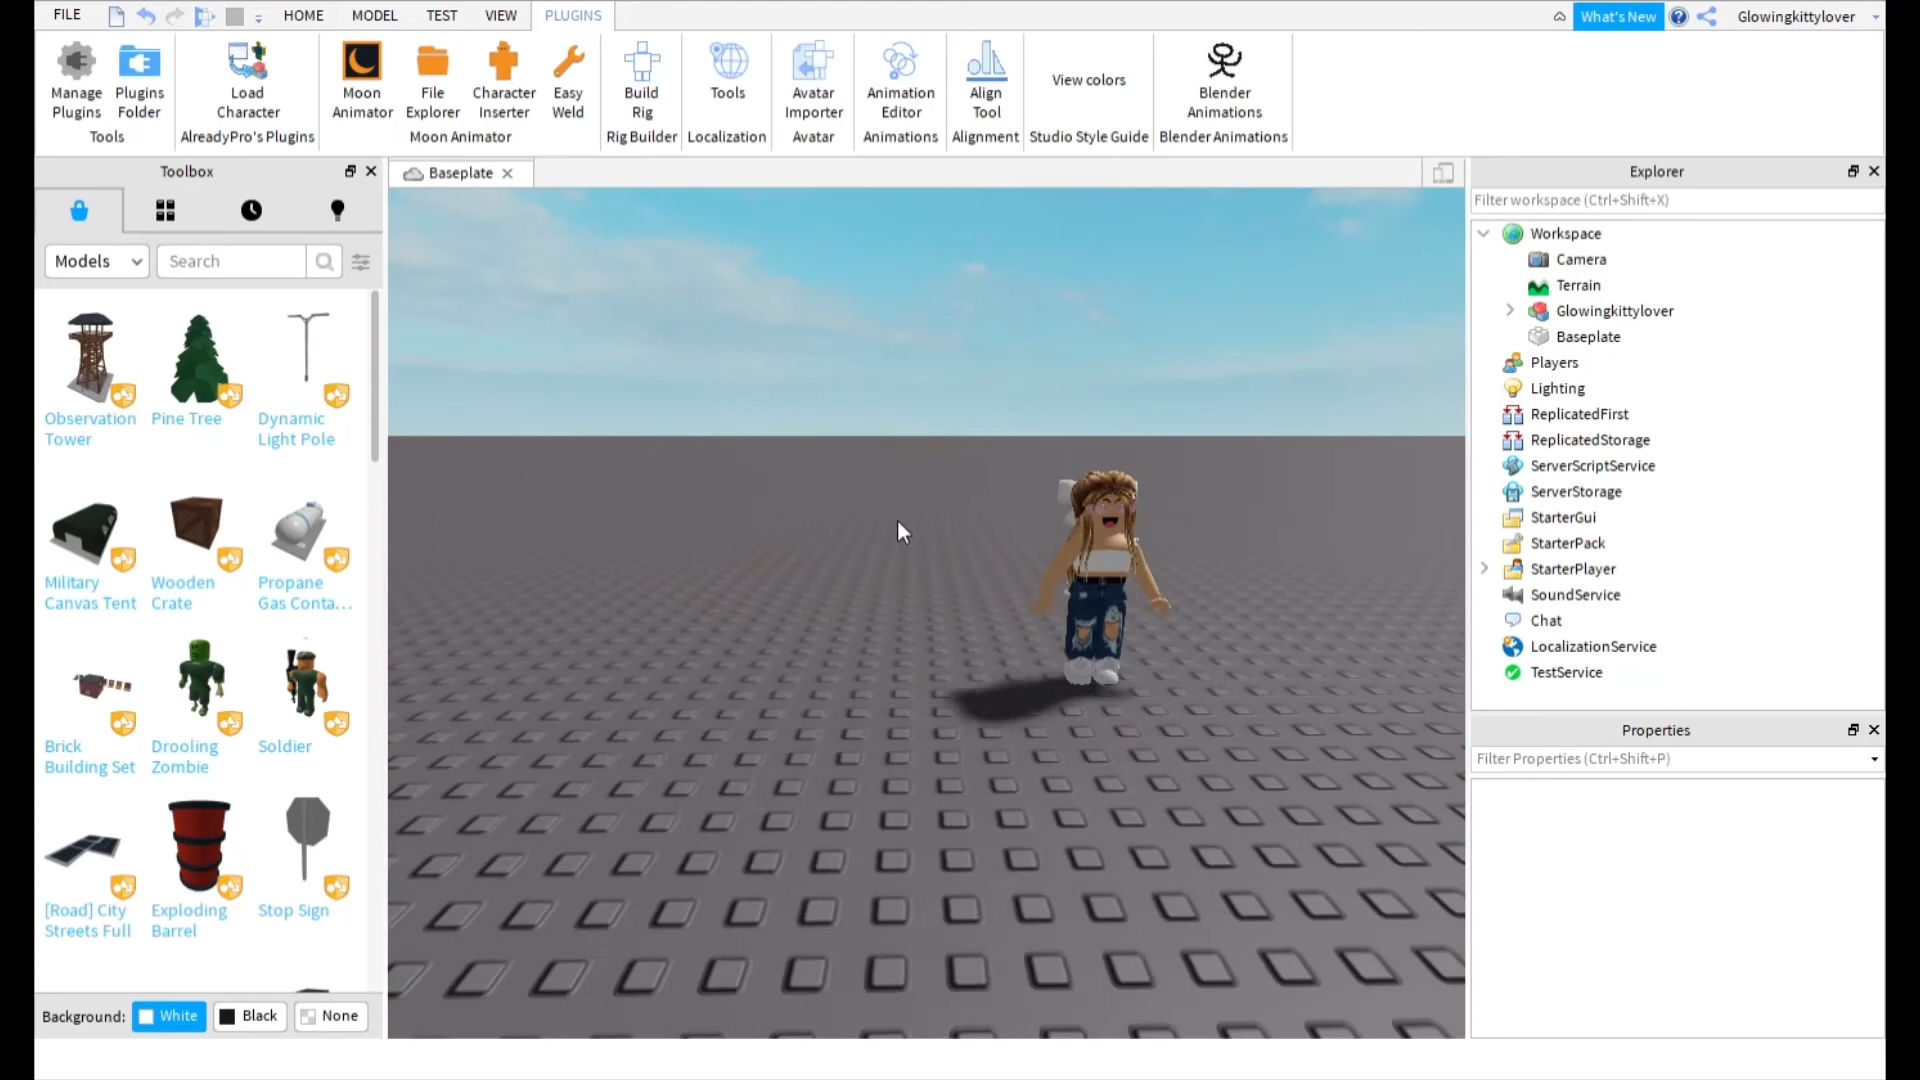 FILE HOME MODEL TEST VIEW PLUGINS What's New Glowingkittylover
Manage Plugins
Plugins Folder
Tools
Load Character
AlreadyPro's Plugins
Moon Animator
File Explorer
Character Inserter
Easy Weld
Moon Animator
Build Rig
Rig Builder
Tools
Localization
Avatar Importer
Avatar
Animation Editor
Animations
Align Tool
Alignment
View colors
Studio Style Guide
Blender Animations
Blender Animations
Toolbox
Models
Search
Observation Tower
Pine Tree
Dynamic Light Pole
Military Canvas Tent
Wooden Crate
Propane Gas Conta...
Brick Building Set
Drooling Zombie
Soldier
[Road] City Streets Full
Exploding Barrel
Stop Sign
Background: White Black None
Baseplate
Explorer
Filter workspace (Ctrl+Shift+X)
Workspace
Camera
Terrain
Glowingkittylover
Baseplate
Players
Lighting
ReplicatedFirst
ReplicatedStorage
ServerScriptService
ServerStorage
StarterGui
StarterPack
StarterPlayer
SoundService
Chat
LocalizationService
TestService
Properties
Filter Properties (Ctrl+Shift+P)